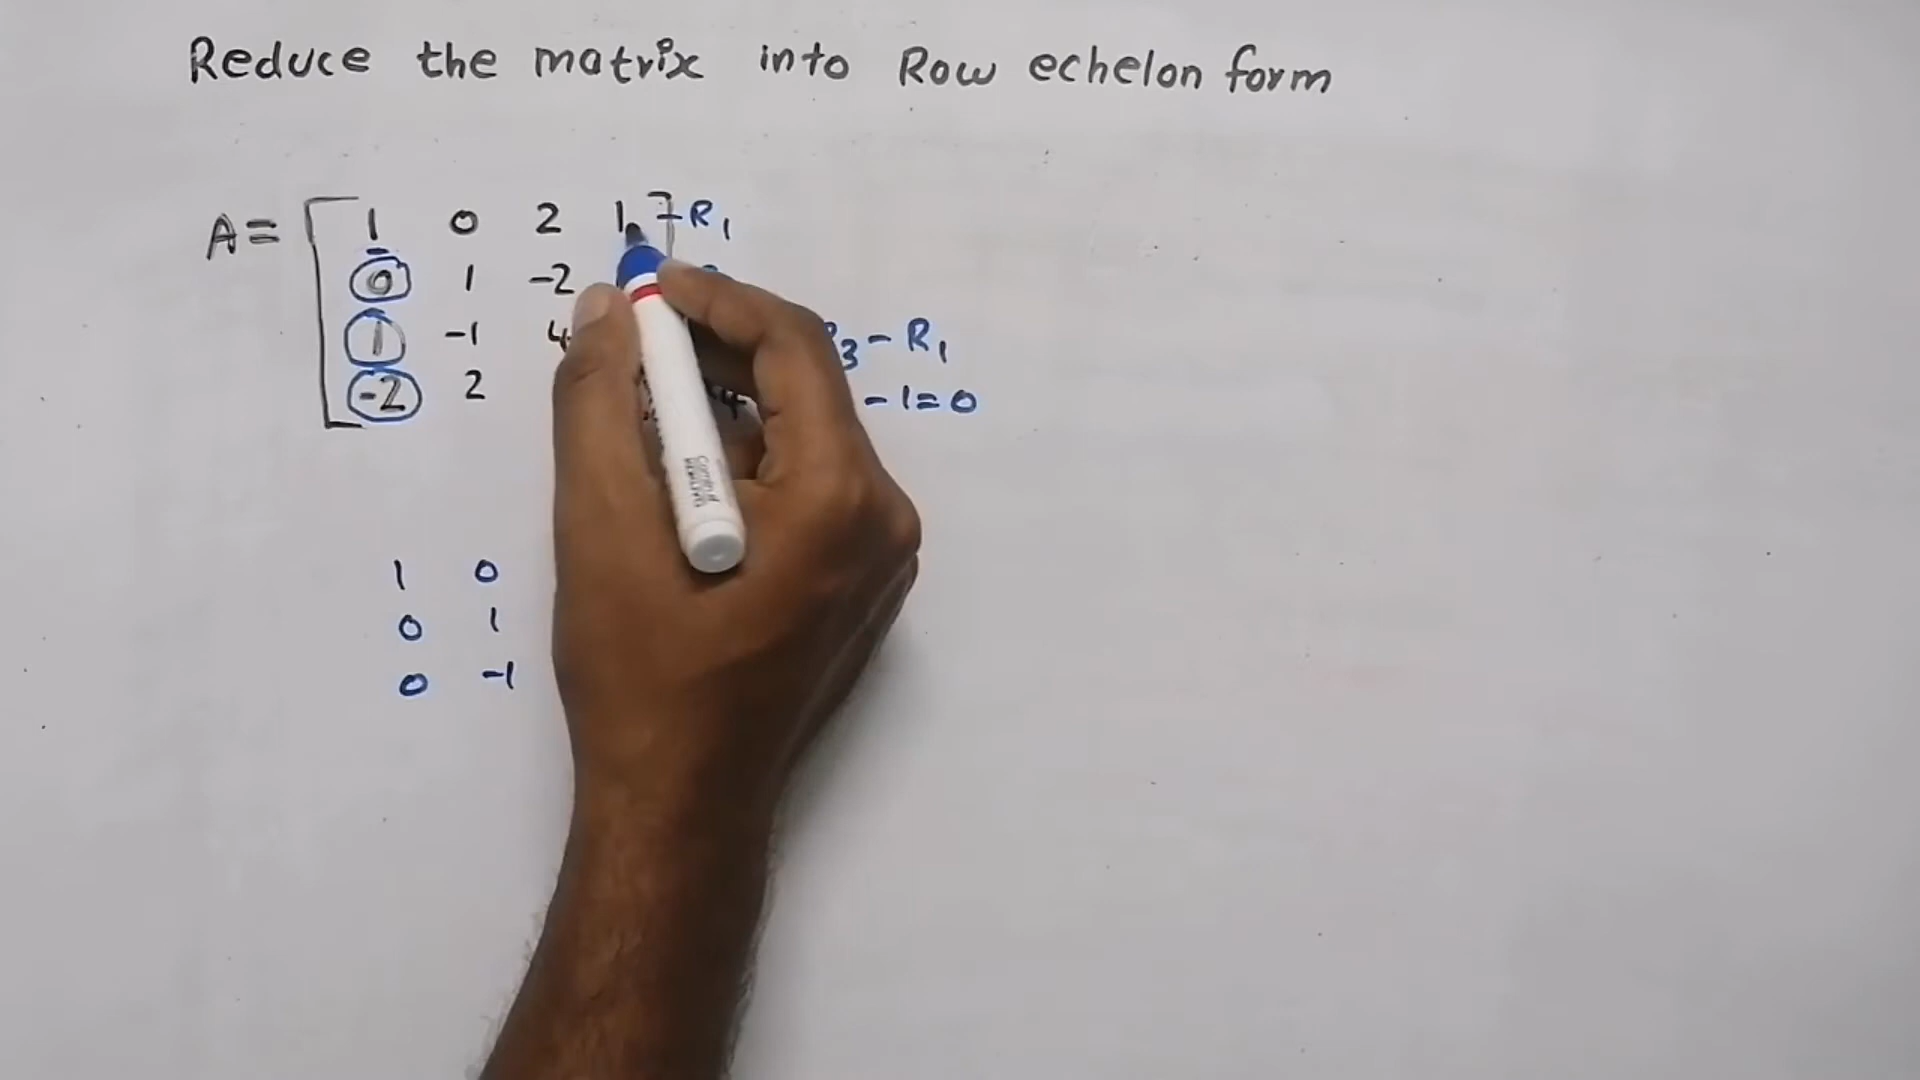 Reduce the matrix into Row echelon form
A = 1 0 2 1 - R1
0 1 -2
1 -1 4 3 - R1
-2 2 - 1 = 0
1 0
0 1
0 -1